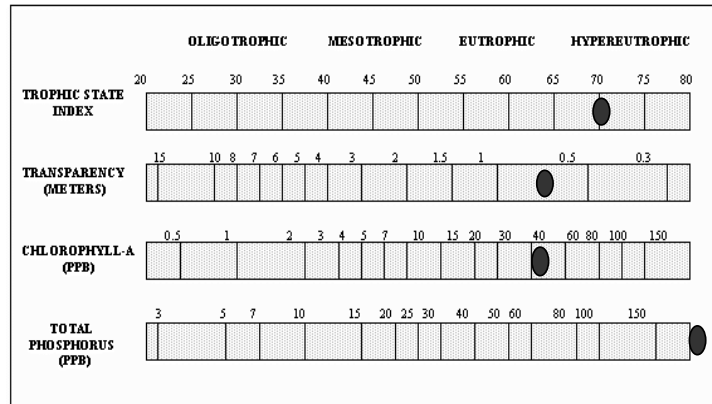 OLIGOTROPHIC MESOTROPHIC EUTROPHIC HYPEREUTROPHIC
20 25 30 35 40 45 50 55 60 65 70 75 80
TROPHIC STATE
INDEX
15 10 8 7 6 5 4 3 2 1.5 1 0.5 0.3
TRANSPARENCY
(METERS)
0.5 1 2 3 4 5 7 10 15 20 30 40 60 80 100 150
CHLOROPHYLL-A
(PPB)
3 5 7 10 15 20 25 30 40 50 60 80 100 150
TOTAL
PHOSPHORUS
(PPB)